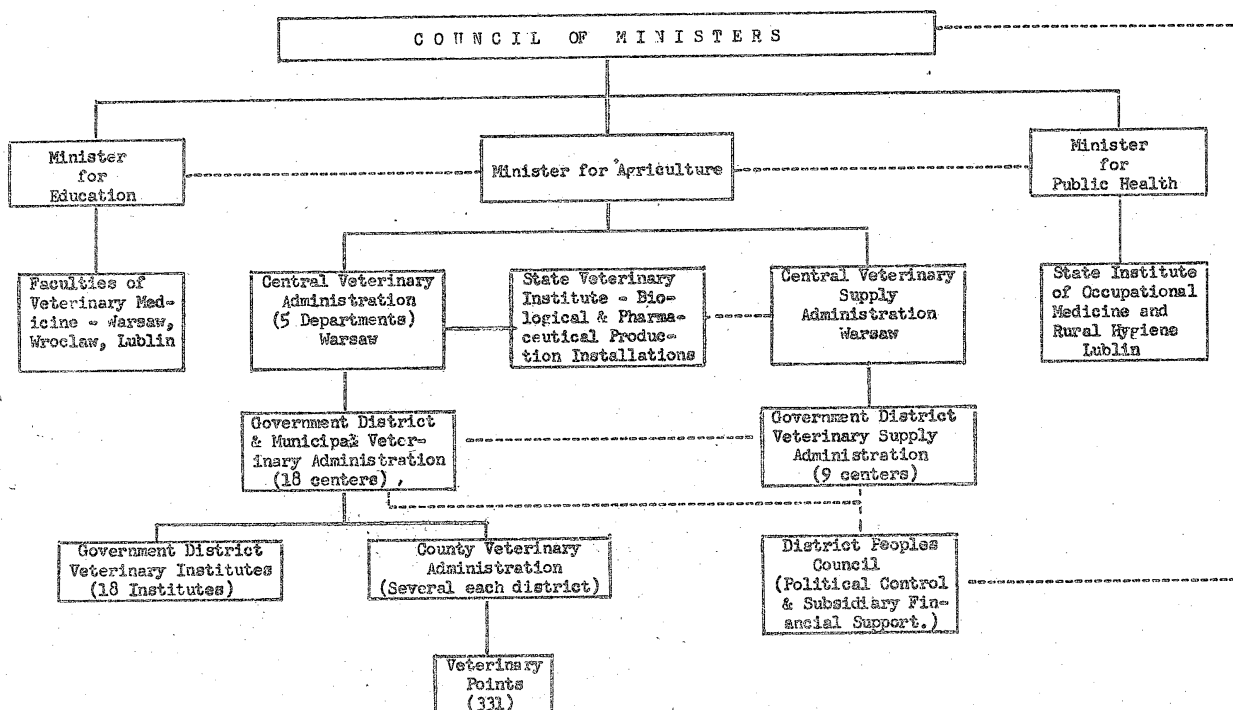 COUNCIL OF MINISTERS
Minister
for
Education
Minister for Agriculture
Minister
for
Public Health
Faculties of
Veterinary Med-
icine - Warsaw,
Wroclaw, Lublin
Central Veterinary
Administration
(5 Departments)
Warsaw
State Veterinary
Institute - Bio-
logical & Pharma-
ceutical Produc-
tion Installations
Central Veterinary
Supply
Administration
Warsaw
State Institute
of Occupational
Medicine and
Rural Hygiene
Lublin
Government District
& Municipal Veter-
inary Administration
(18 centers),
Government District
Veterinary Supply
Administration
(9 centers)
Government District
Veterinary Institutes
(18 Institutes)
County Veterinary
Administration
(Several each district)
District Peoples
Council
(Political Control
& Subsidiary Fin-
ancial Support.)
Veterinary
Points
(331)